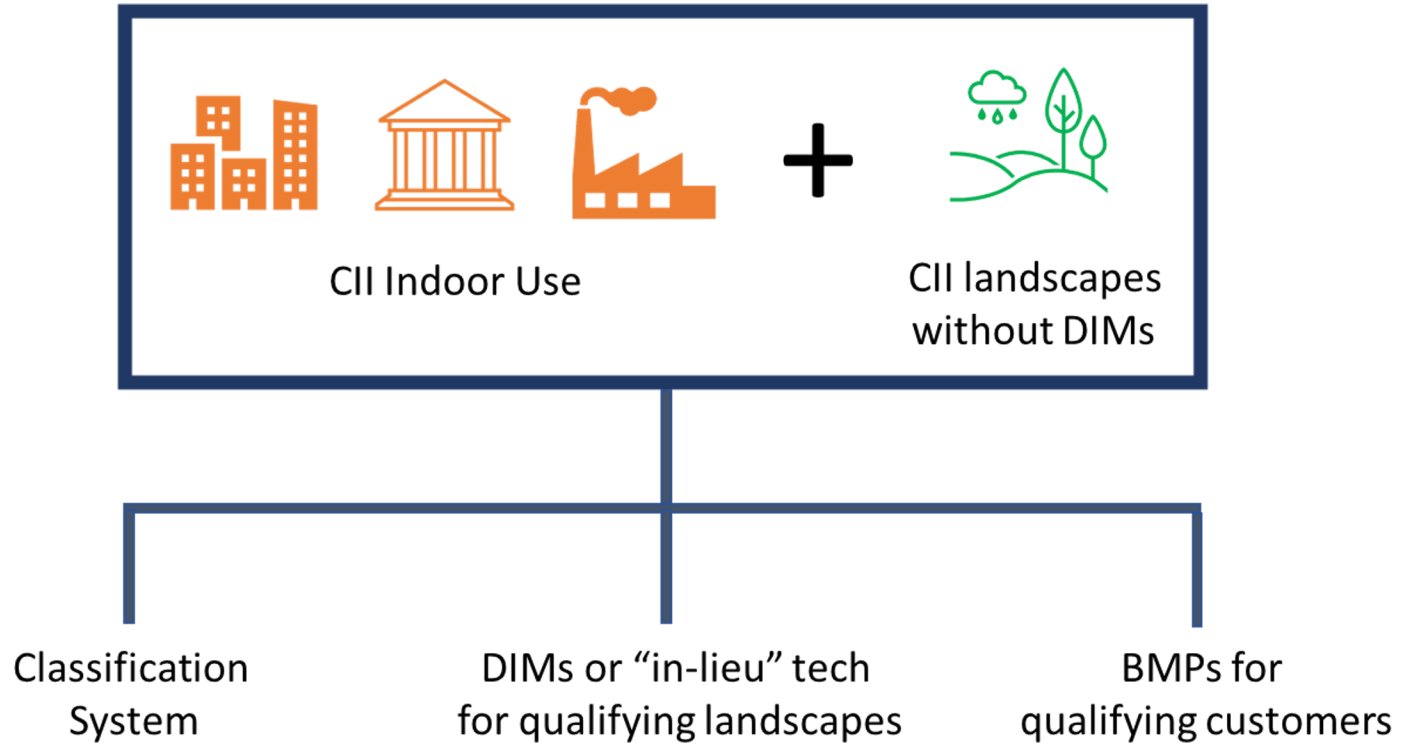 CII Indoor Use
CII landscapes
without DIMs
Classification
System
DIMs or “in-lieu” tech
for qualifying landscapes
BMPs for
qualifying customers